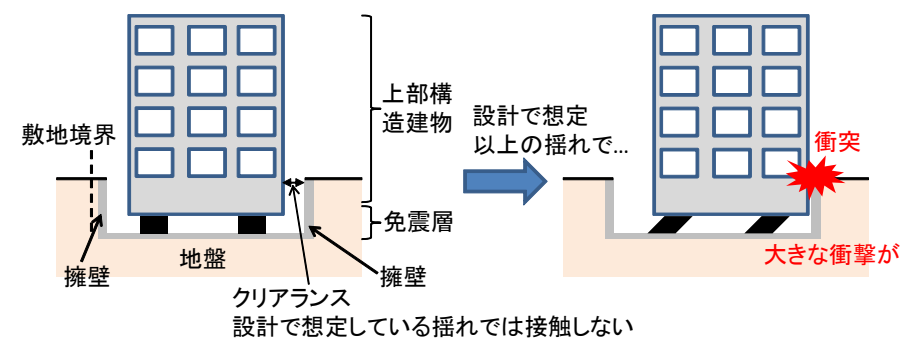 敷地境界
上部構
造建物
免震層
擁壁
地盤
擁壁
クリアランス
設計で想定している揺れでは接触しない
設計で想定
以上の揺れで…
衝突
大きな衝撃が